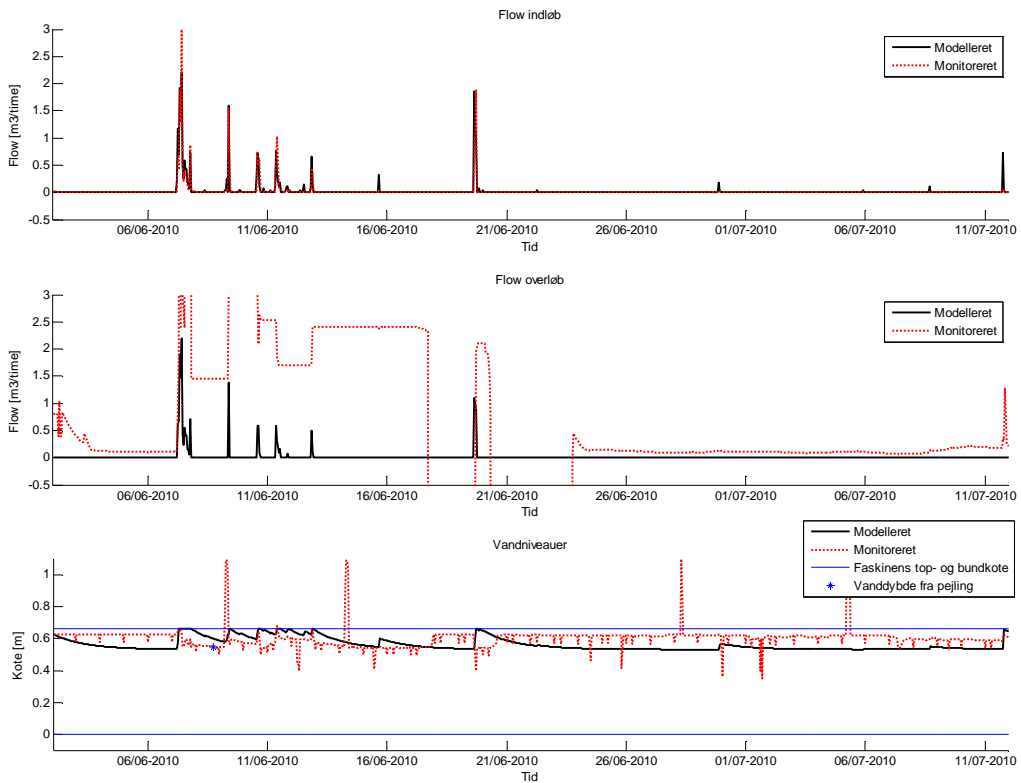 Flow indløb
Flow [m3/time]
3
2.5
2
1.5
1
0.5
0
-0.5
Modelleret
Monitoreret
06/06-2010 11/06-2010 16/06-2010 21/06-2010 26/06-2010 01/07-2010 06/07-2010 11/07-2010
Tid
Flow overløb
Flow [m3/time]
3
2.5
2
1.5
1
0.5
0
-0.5
Modelleret
Monitoreret
06/06-2010 11/06-2010 16/06-2010 21/06-2010 26/06-2010 01/07-2010 06/07-2010 11/07-2010
Tid
Vandniveauer
Modelleret
Monitoreret
Faskinens top- og bundkote
Vanddybde fra pejling
Kote [m]
1
0.8
0.6
0.4
0.2
0
06/06-2010 11/06-2010 16/06-2010 21/06-2010 26/06-2010 01/07-2010 06/07-2010 11/07-2010
Tid